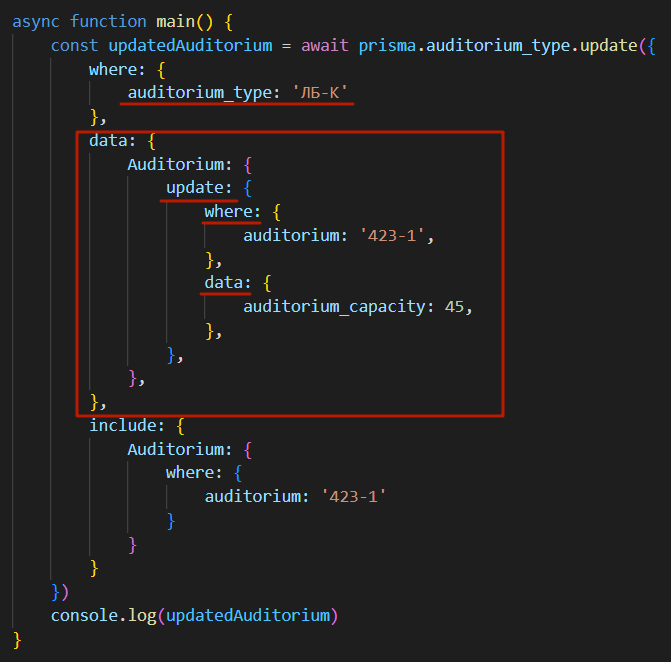 async function main() {
    const updatedAuditorium = await prisma.auditorium_type.update({
        where: {
            auditorium_type: 'ЛБ-К'
        },
        data: {
            Auditorium: {
                update: {
                    where: {
                        auditorium: '423-1',
                    },
                    data: {
                        auditorium_capacity: 45,
                    },
                },
            },
        },
        include: {
            Auditorium: {
                where: {
                    auditorium: '423-1'
                }
            }
        }
    })
    console.log(updatedAuditorium)
}